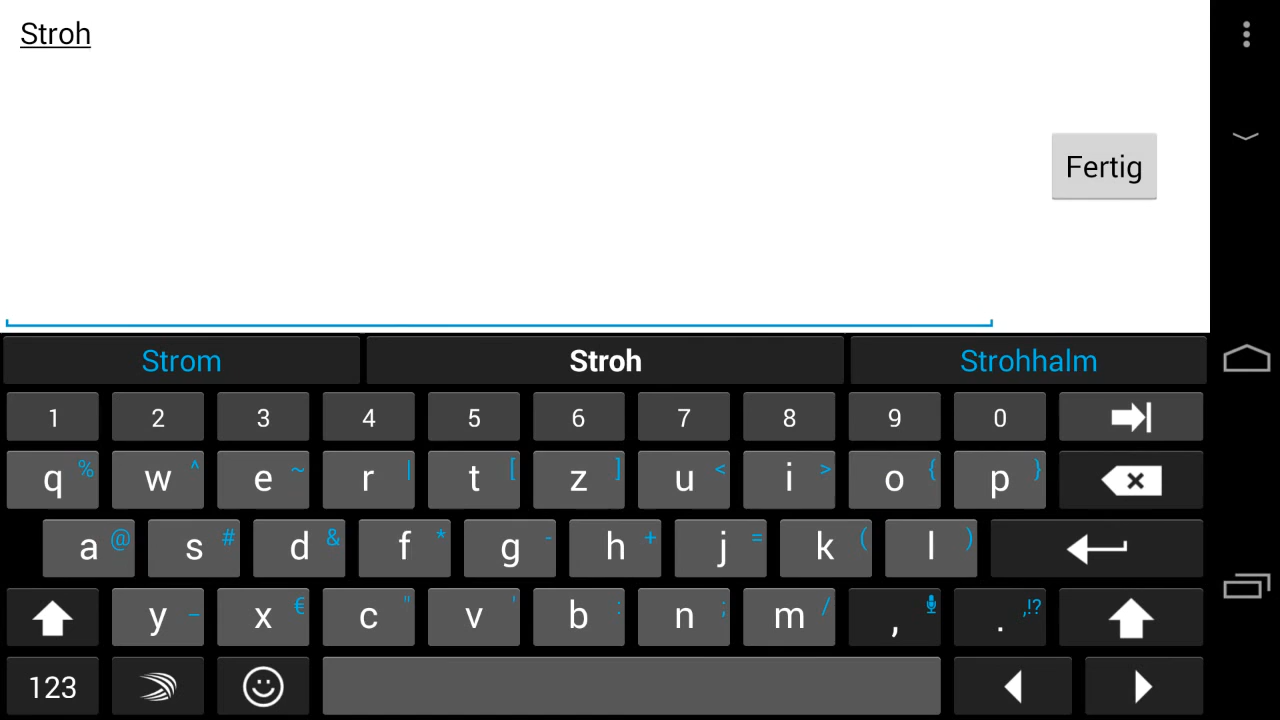 Stroh
Fertig
Strom Stroh Strohhalm
1 2 3 4 5 6 7 8 9 0
q % w ^ e ~ r | t [ z ] u < i > o { p }
a @ s # d & f * g - h + j = k ( l )
y _ x € c " v ' b : n ; m / , . ,!?
123